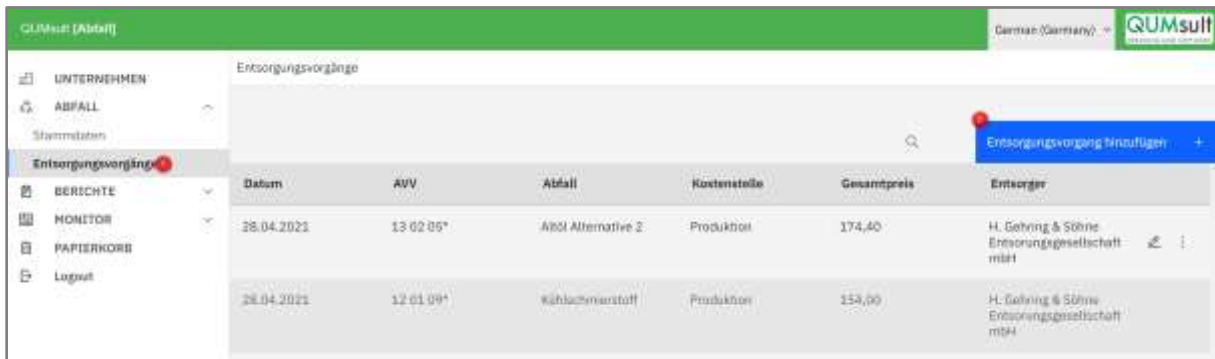 QUMsult [Abfall]
German (Germany)
QUMsult
UNTERNEHMEN
ABFALL
Stammdaten
Entsorgungsvorgänge
BERICHTE
MONITOR
PAPIERKORB
Logout
Entsorgungsvorgänge
Entsorgungsvorgang hinzufügen +
Datum AVV Abfall Kostenstelle Gesamtpreis Entsorger
28.04.2021 13 02 05* Altöl Alternative 2 Produktion 174,40 H. Gehring & Söhne
Entsorungsgesellschaft
mbH
28.04.2021 12 01 09* Kühlschmierstoff Produktion 154,00 H. Gehring & Söhne
Entsorungsgesellschaft
mbH